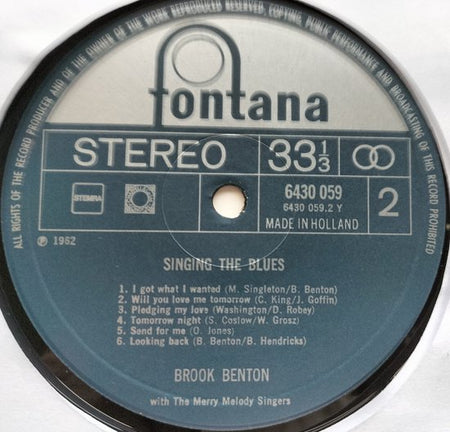 ALL RIGHTS OF THE RECORD PRODUCER AND OF THE OWNER OF THE WORK REPRODUCED RESERVED, COPYING, PUBLIC PERFORMANCE AND BROADCASTING OF THIS RECORD PROHIBITED
fontana
STEREO 33⅓
STEMRA
6430 059
6430 059.2 Y
MADE IN HOLLAND
2
℗ 1962
SINGING THE BLUES
1. I got what I wanted (M. Singleton/B. Benton)
2. Will you love me tomorrow (C. King/J. Goffin)
3. Pledging my love (Washington/D. Robey)
4. Tomorrow night (S. Coslow/W. Grosz)
5. Send for me (O. Jones)
6. Looking back (B. Benton/B. Hendricks)
BROOK BENTON
with The Merry Melody Singers